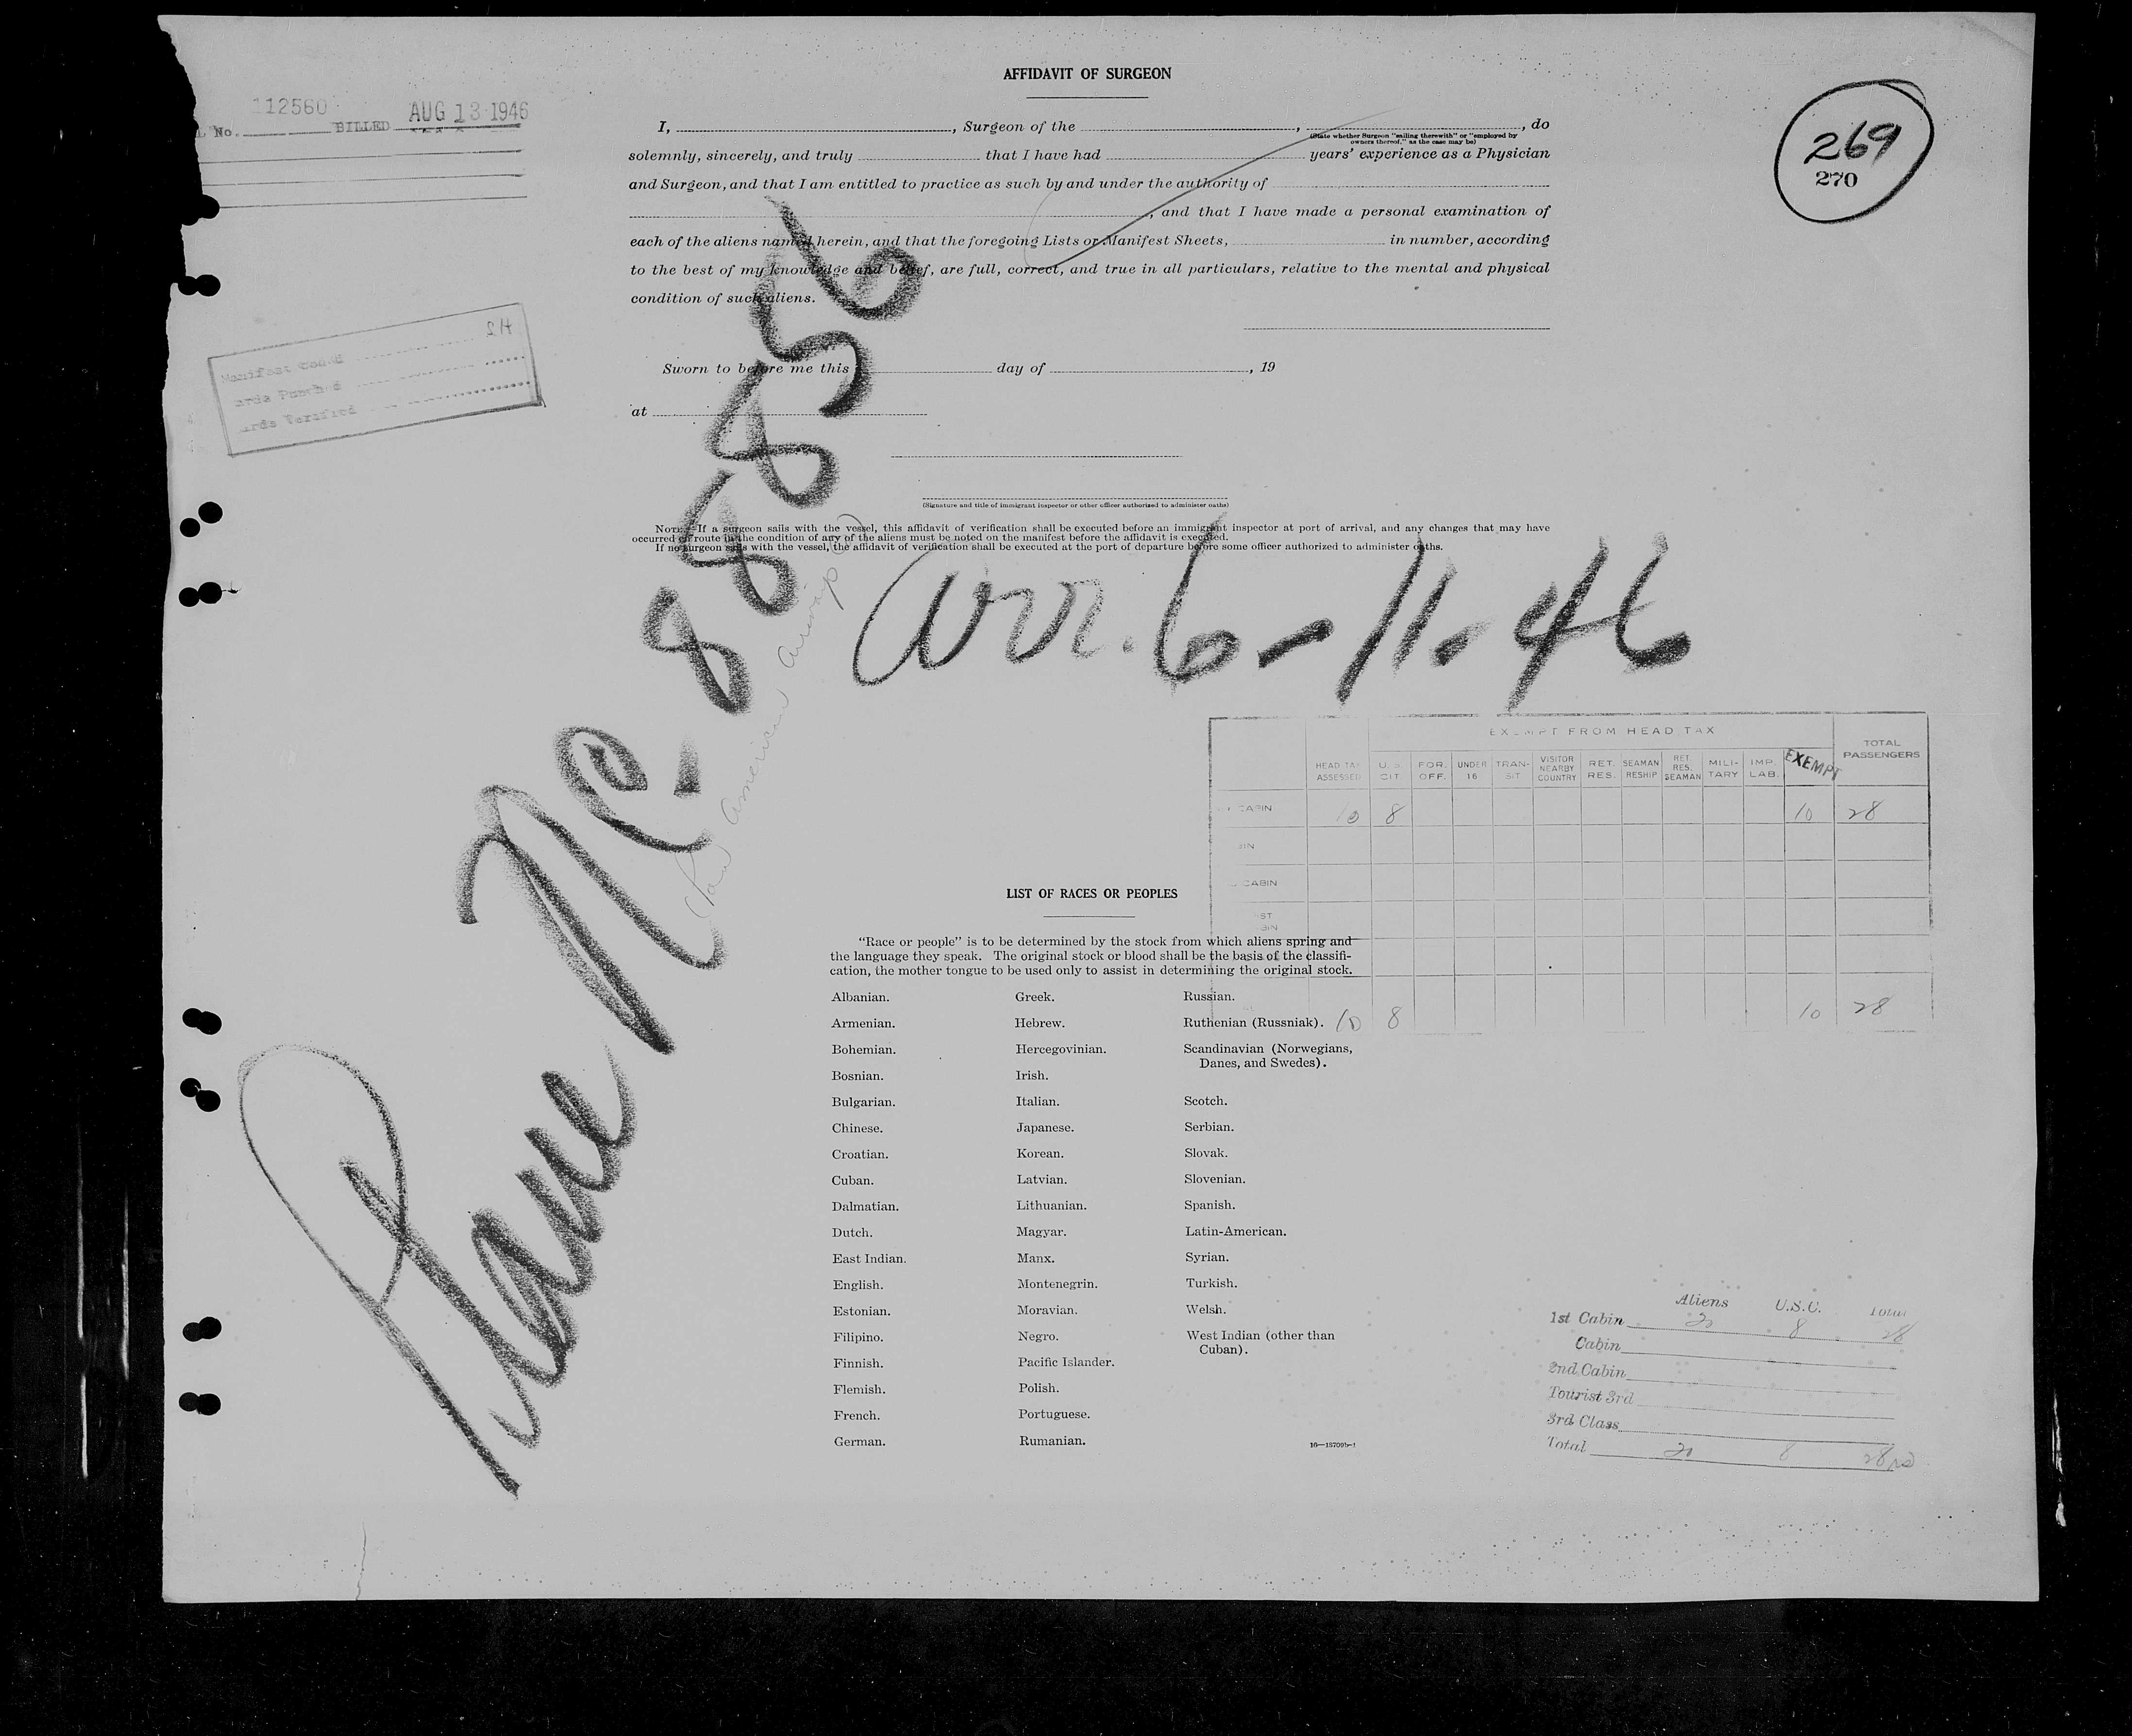 AFFIDAVIT OF SURGEON
112560
No. BILLED AUG 13 1946
269
270
I, , Surgeon of the , , do
(State whether Surgeon "sailing therewith" or "employed by
owners thereof," as the case may be)
solemnly, sincerely, and truly that I have had years' experience as a Physician
and Surgeon, and that I am entitled to practice as such by and under the authority of
, and that I have made a personal examination of
each of the aliens named herein, and that the foregoing Lists or Manifest Sheets, in number, according
to the best of my knowledge and belief, are full, correct, and true in all particulars, relative to the mental and physical
condition of such aliens.
Manifest
Punched
Verified
Sworn to before me this day of , 19
at
(Signature and title of immigrant inspector or other officer authorized to administer oaths)
NOTE.—If a surgeon sails with the vessel, this affidavit of verification shall be executed before an immigrant inspector at port of arrival, and any changes that may have
occurred en route in the condition of any of the aliens must be noted on the manifest before the affidavit is executed.
If no surgeon sails with the vessel, the affidavit of verification shall be executed at the port of departure before some officer authorized to administer oaths.
Plane NC. 88856
(Pan American Airways)
Arr. 6-11-46
EXEMPT FROM HEAD TAX
HEAD TAX ASSESSED U. S. CIT. FOR. OFF. UNDER 16 TRAN-SIT VISITOR NEARBY COUNTRY RET. RES. SEAMAN RESHIP RET. RES. SEAMAN MILI-TARY IMP. LAB. EXEMPT TOTAL PASSENGERS
CABIN 10 8 10 28
CABIN
10 8 10 28
LIST OF RACES OR PEOPLES
"Race or people" is to be determined by the stock from which aliens spring and
the language they speak. The original stock or blood shall be the basis of the classifi-
cation, the mother tongue to be used only to assist in determining the original stock.
Albanian.
Armenian.
Bohemian.
Bosnian.
Bulgarian.
Chinese.
Croatian.
Cuban.
Dalmatian.
Dutch.
East Indian.
English.
Estonian.
Filipino.
Finnish.
Flemish.
French.
German.
Greek.
Hebrew.
Hercegovinian.
Irish.
Italian.
Japanese.
Korean.
Latvian.
Lithuanian.
Magyar.
Manx.
Montenegrin.
Moravian.
Negro.
Pacific Islander.
Polish.
Portuguese.
Rumanian.
Russian.
Ruthenian (Russniak).
Scandinavian (Norwegians,
Danes, and Swedes).
Scotch.
Serbian.
Slovak.
Slovenian.
Spanish.
Latin-American.
Syrian.
Turkish.
Welsh.
West Indian (other than
Cuban).
Aliens U.S.C. Total
1st Cabin 20 8 28
Cabin
2nd Cabin
Tourist 3rd
3rd Class
Total 20 8 28